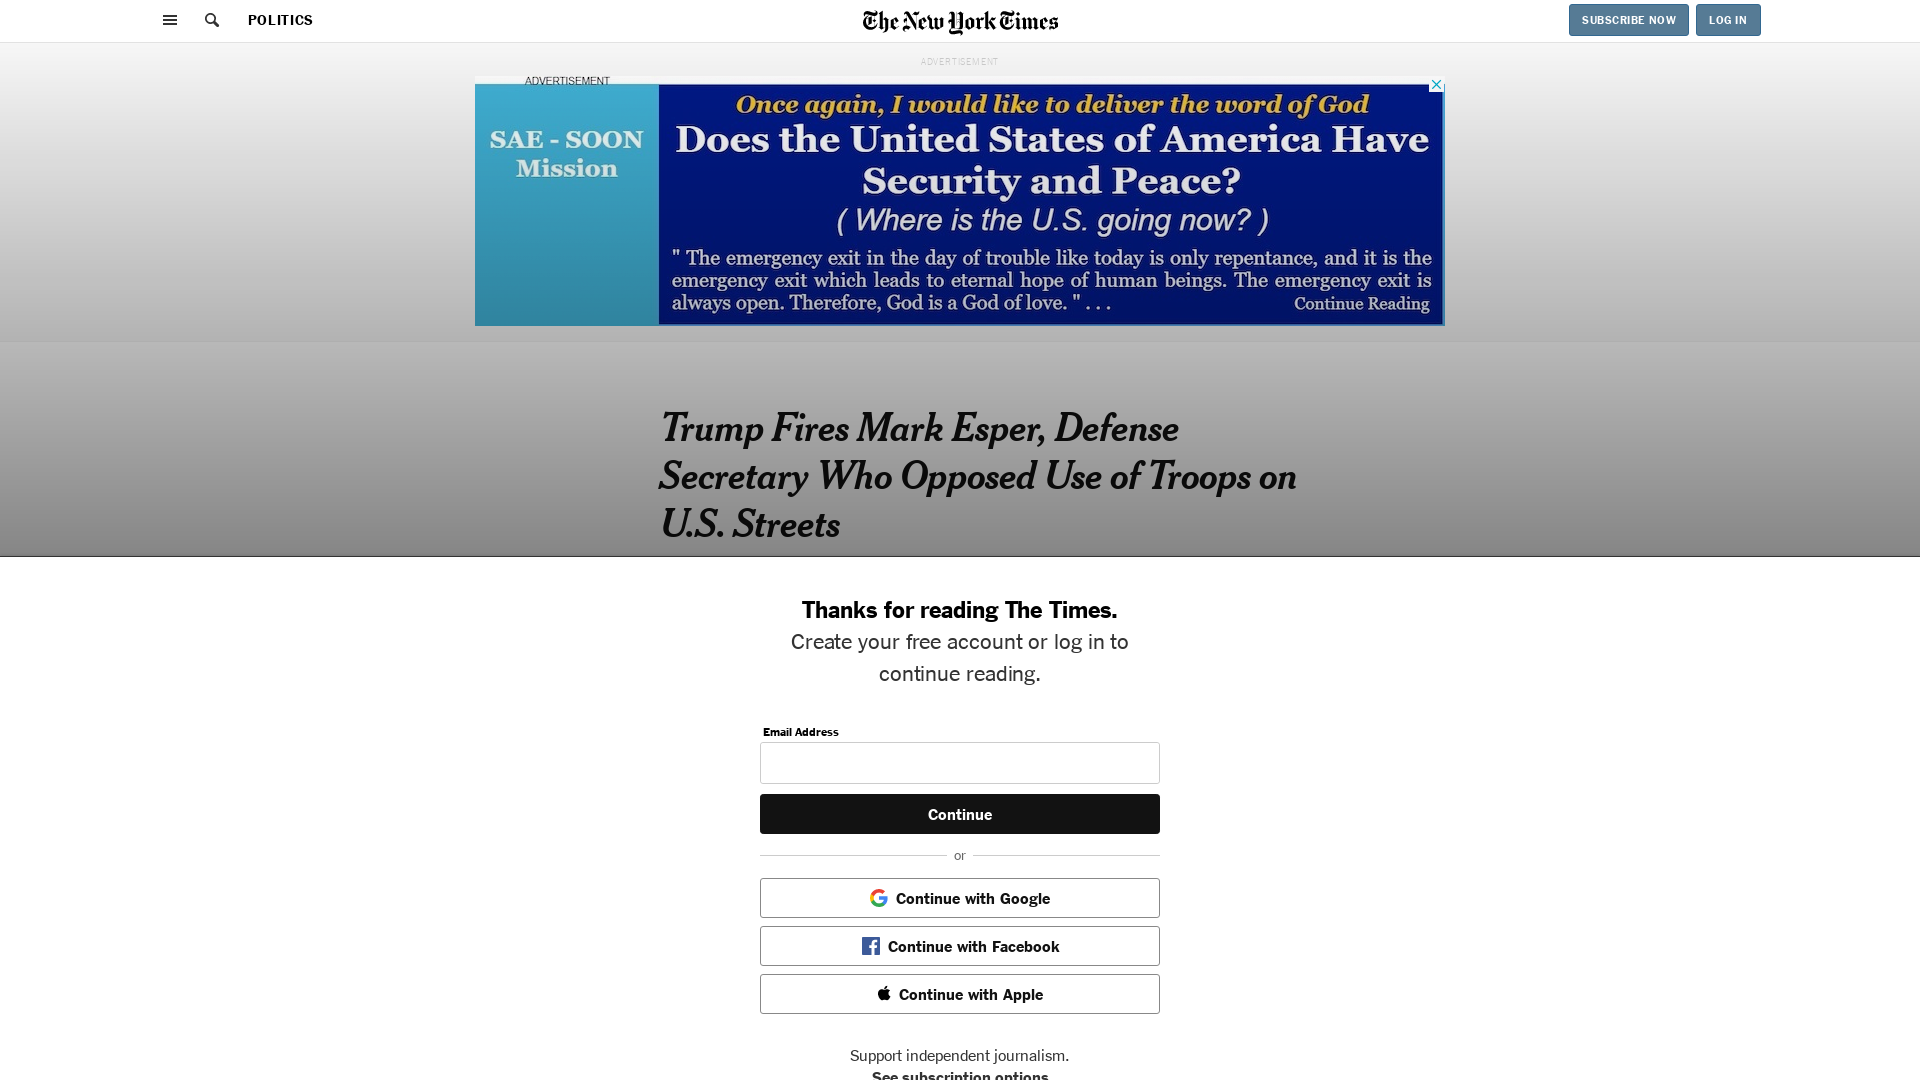 POLITICS
The New York Times
SUBSCRIBE NOW
LOG IN
ADVERTISEMENT
ADVERTISEMENT
SAE - SOON
Mission
Once again, I would like to deliver the word of God
Does the United States of America Have
Security and Peace?
( Where is the U.S. going now? )
" The emergency exit in the day of trouble like today is only repentance, and it is the
emergency exit which leads to eternal hope of human beings. The emergency exit is
always open. Therefore, God is a God of love. " . . .
Continue Reading
Trump Fires Mark Esper, Defense
Secretary Who Opposed Use of Troops on
U.S. Streets
Thanks for reading The Times.
Create your free account or log in to
continue reading.
Email Address
Continue
or
Continue with Google
Continue with Facebook
Continue with Apple
Support independent journalism.
See subscription options